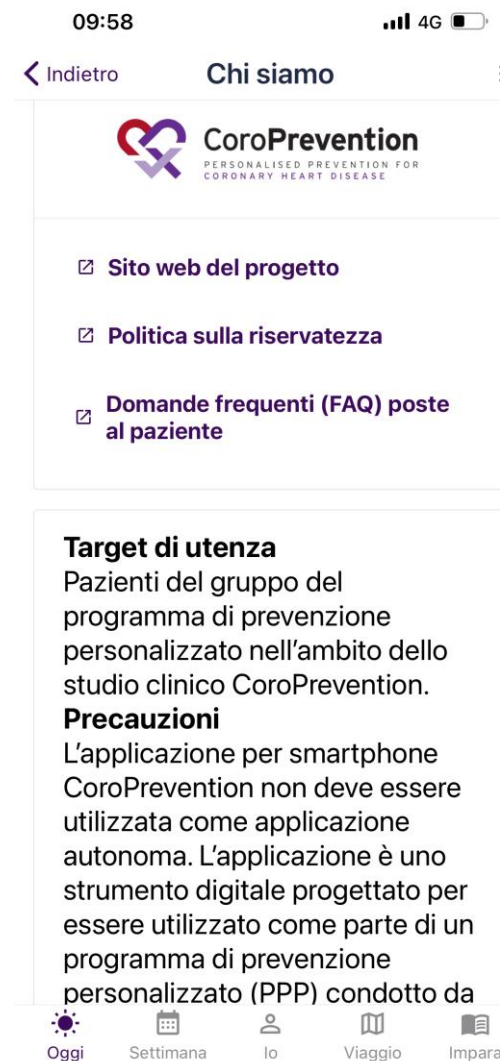 09:58
4G
Indietro
Chi siamo
CoroPrevention
PERSONALISED PREVENTION FOR
CORONARY HEART DISEASE
Sito web del progetto
Politica sulla riservatezza
Domande frequenti (FAQ) poste
al paziente
Target di utenza
Pazienti del gruppo del
programma di prevenzione
personalizzato nell'ambito dello
studio clinico CoroPrevention.
Precauzioni
L'applicazione per smartphone
CoroPrevention non deve essere
utilizzata come applicazione
autonoma. L'applicazione è uno
strumento digitale progettato per
essere utilizzato come parte di un
programma di prevenzione
personalizzato (PPP) condotto da
Oggi Settimana Io Viaggio Impara